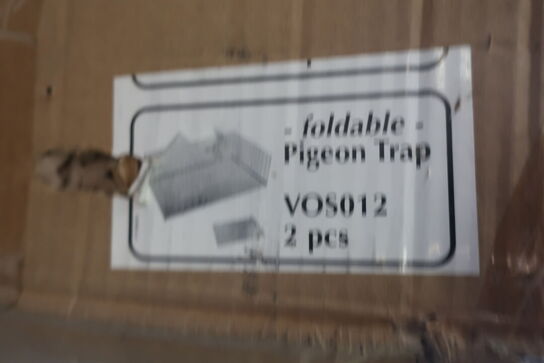 - foldable -
Pigeon Trap
VOS012
2 pcs